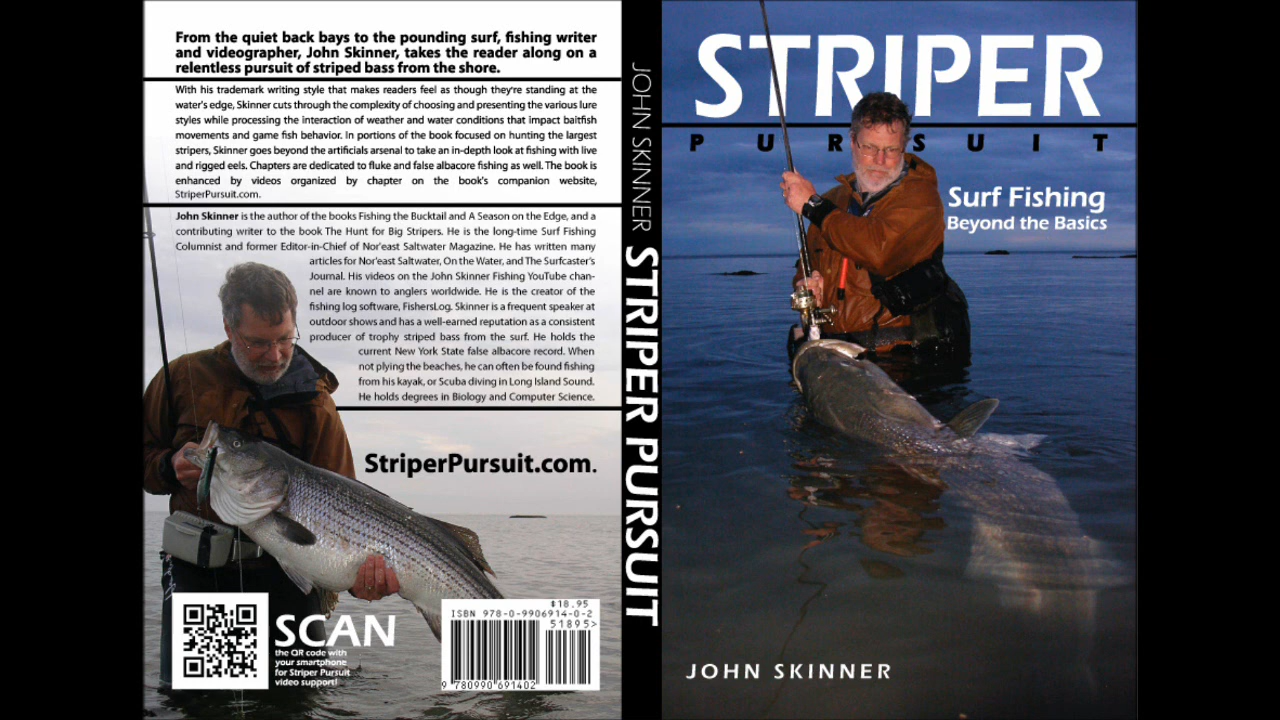 From the quiet back bays to the pounding surf, fishing writer
and videographer, John Skinner, takes the reader along on a
relentless pursuit of striped bass from the shore.
With his trademark writing style that makes readers feel as though they're standing at the
water's edge, Skinner cuts through the complexity of choosing and presenting the various lure
styles while processing the interaction of weather and water conditions that impact baitfish
movements and game fish behavior. In portions of the book focused on hunting the largest
stripers, Skinner goes beyond the artificials arsenal to take an in-depth look at fishing with live
and rigged eels. Chapters are dedicated to fluke and false albacore fishing as well. The book is
enhanced by videos organized by chapter on the book's companion website,
StriperPursuit.com.
John Skinner is the author of the books Fishing the Bucktail and A Season on the Edge, and a
contributing writer to the book The Hunt for Big Stripers. He is the long-time Surf Fishing
Columnist and former Editor-in-Chief of Nor'east Saltwater Magazine. He has written many
articles for Nor'east Saltwater, On the Water, and The Surfcaster's
Journal. His videos on the John Skinner Fishing YouTube chan-
nel are known to anglers worldwide. He is the creator of the
fishing log software, FishersLog. Skinner is a frequent speaker at
outdoor shows and has a well-earned reputation as a consistent
producer of trophy striped bass from the surf. He holds the
current New York State false albacore record. When
not plying the beaches, he can often be found fishing
from his kayak, or Scuba diving in Long Island Sound.
He holds degrees in Biology and Computer Science.
StriperPursuit.com.
SCAN
the QR code with
your smartphone
for Striper Pursuit
video support!
$18.95
ISBN 978-0-9906914-0-2
51895>
9 780990 691402
JOHN SKINNER STRIPER PURSUIT
STRIPER
PURSUIT
Surf Fishing
Beyond the Basics
JOHN SKINNER